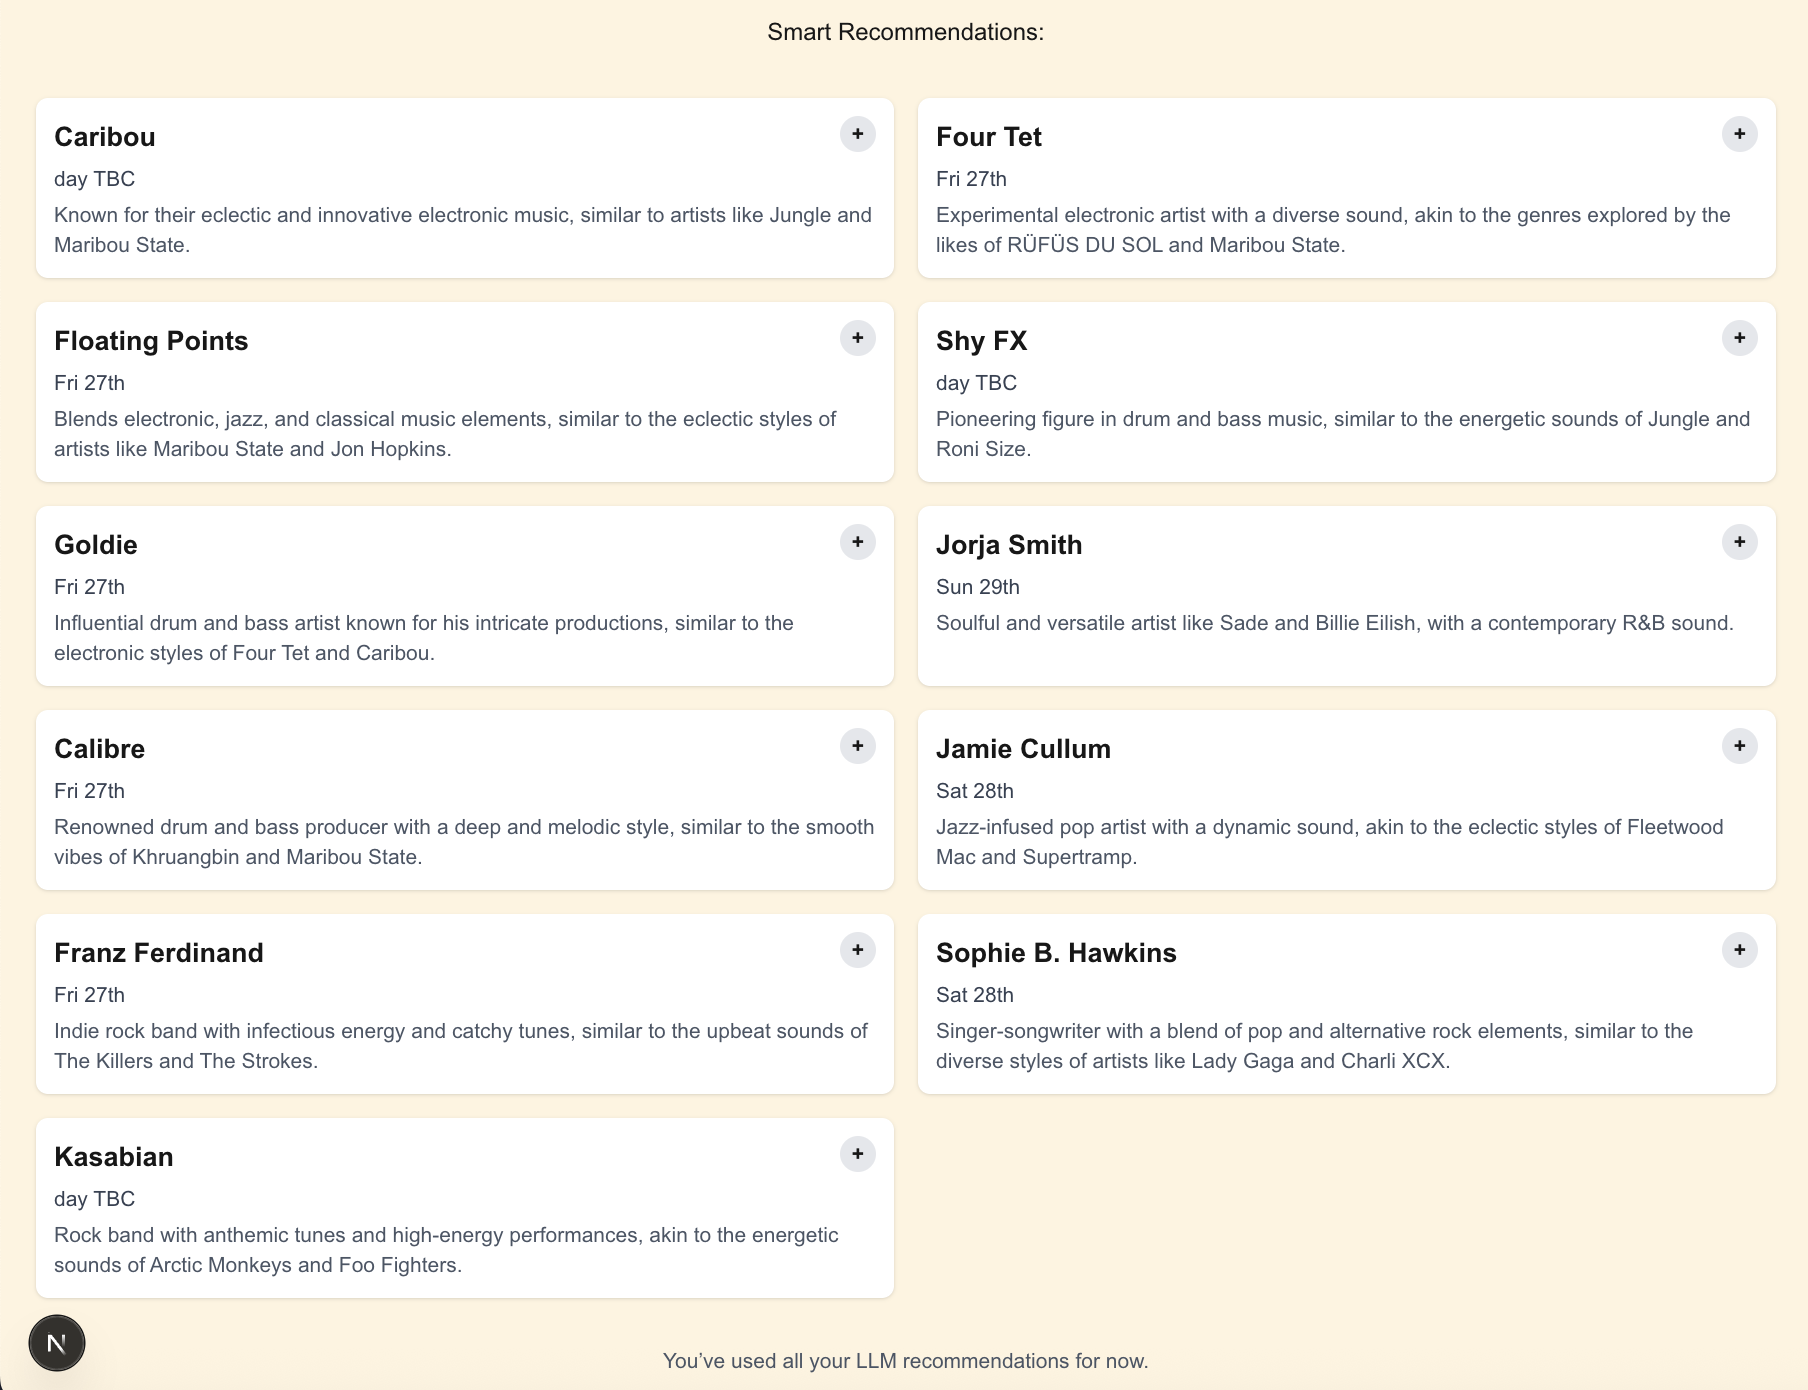 Smart Recommendations:
Caribou
+
day TBC
Known for their eclectic and innovative electronic music, similar to artists like Jungle and
Maribou State.
Four Tet
+
Fri 27th
Experimental electronic artist with a diverse sound, akin to the genres explored by the
likes of RÜFÜS DU SOL and Maribou State.
Floating Points
+
Fri 27th
Blends electronic, jazz, and classical music elements, similar to the eclectic styles of
artists like Maribou State and Jon Hopkins.
Shy FX
+
day TBC
Pioneering figure in drum and bass music, similar to the energetic sounds of Jungle and
Roni Size.
Goldie
+
Fri 27th
Influential drum and bass artist known for his intricate productions, similar to the
electronic styles of Four Tet and Caribou.
Jorja Smith
+
Sun 29th
Soulful and versatile artist like Sade and Billie Eilish, with a contemporary R&B sound.
Calibre
+
Fri 27th
Renowned drum and bass producer with a deep and melodic style, similar to the smooth
vibes of Khruangbin and Maribou State.
Jamie Cullum
+
Sat 28th
Jazz-infused pop artist with a dynamic sound, akin to the eclectic styles of Fleetwood
Mac and Supertramp.
Franz Ferdinand
+
Fri 27th
Indie rock band with infectious energy and catchy tunes, similar to the upbeat sounds of
The Killers and The Strokes.
Sophie B. Hawkins
+
Sat 28th
Singer-songwriter with a blend of pop and alternative rock elements, similar to the
diverse styles of artists like Lady Gaga and Charli XCX.
Kasabian
+
day TBC
Rock band with anthemic tunes and high-energy performances, akin to the energetic
sounds of Arctic Monkeys and Foo Fighters.
N
You’ve used all your LLM recommendations for now.